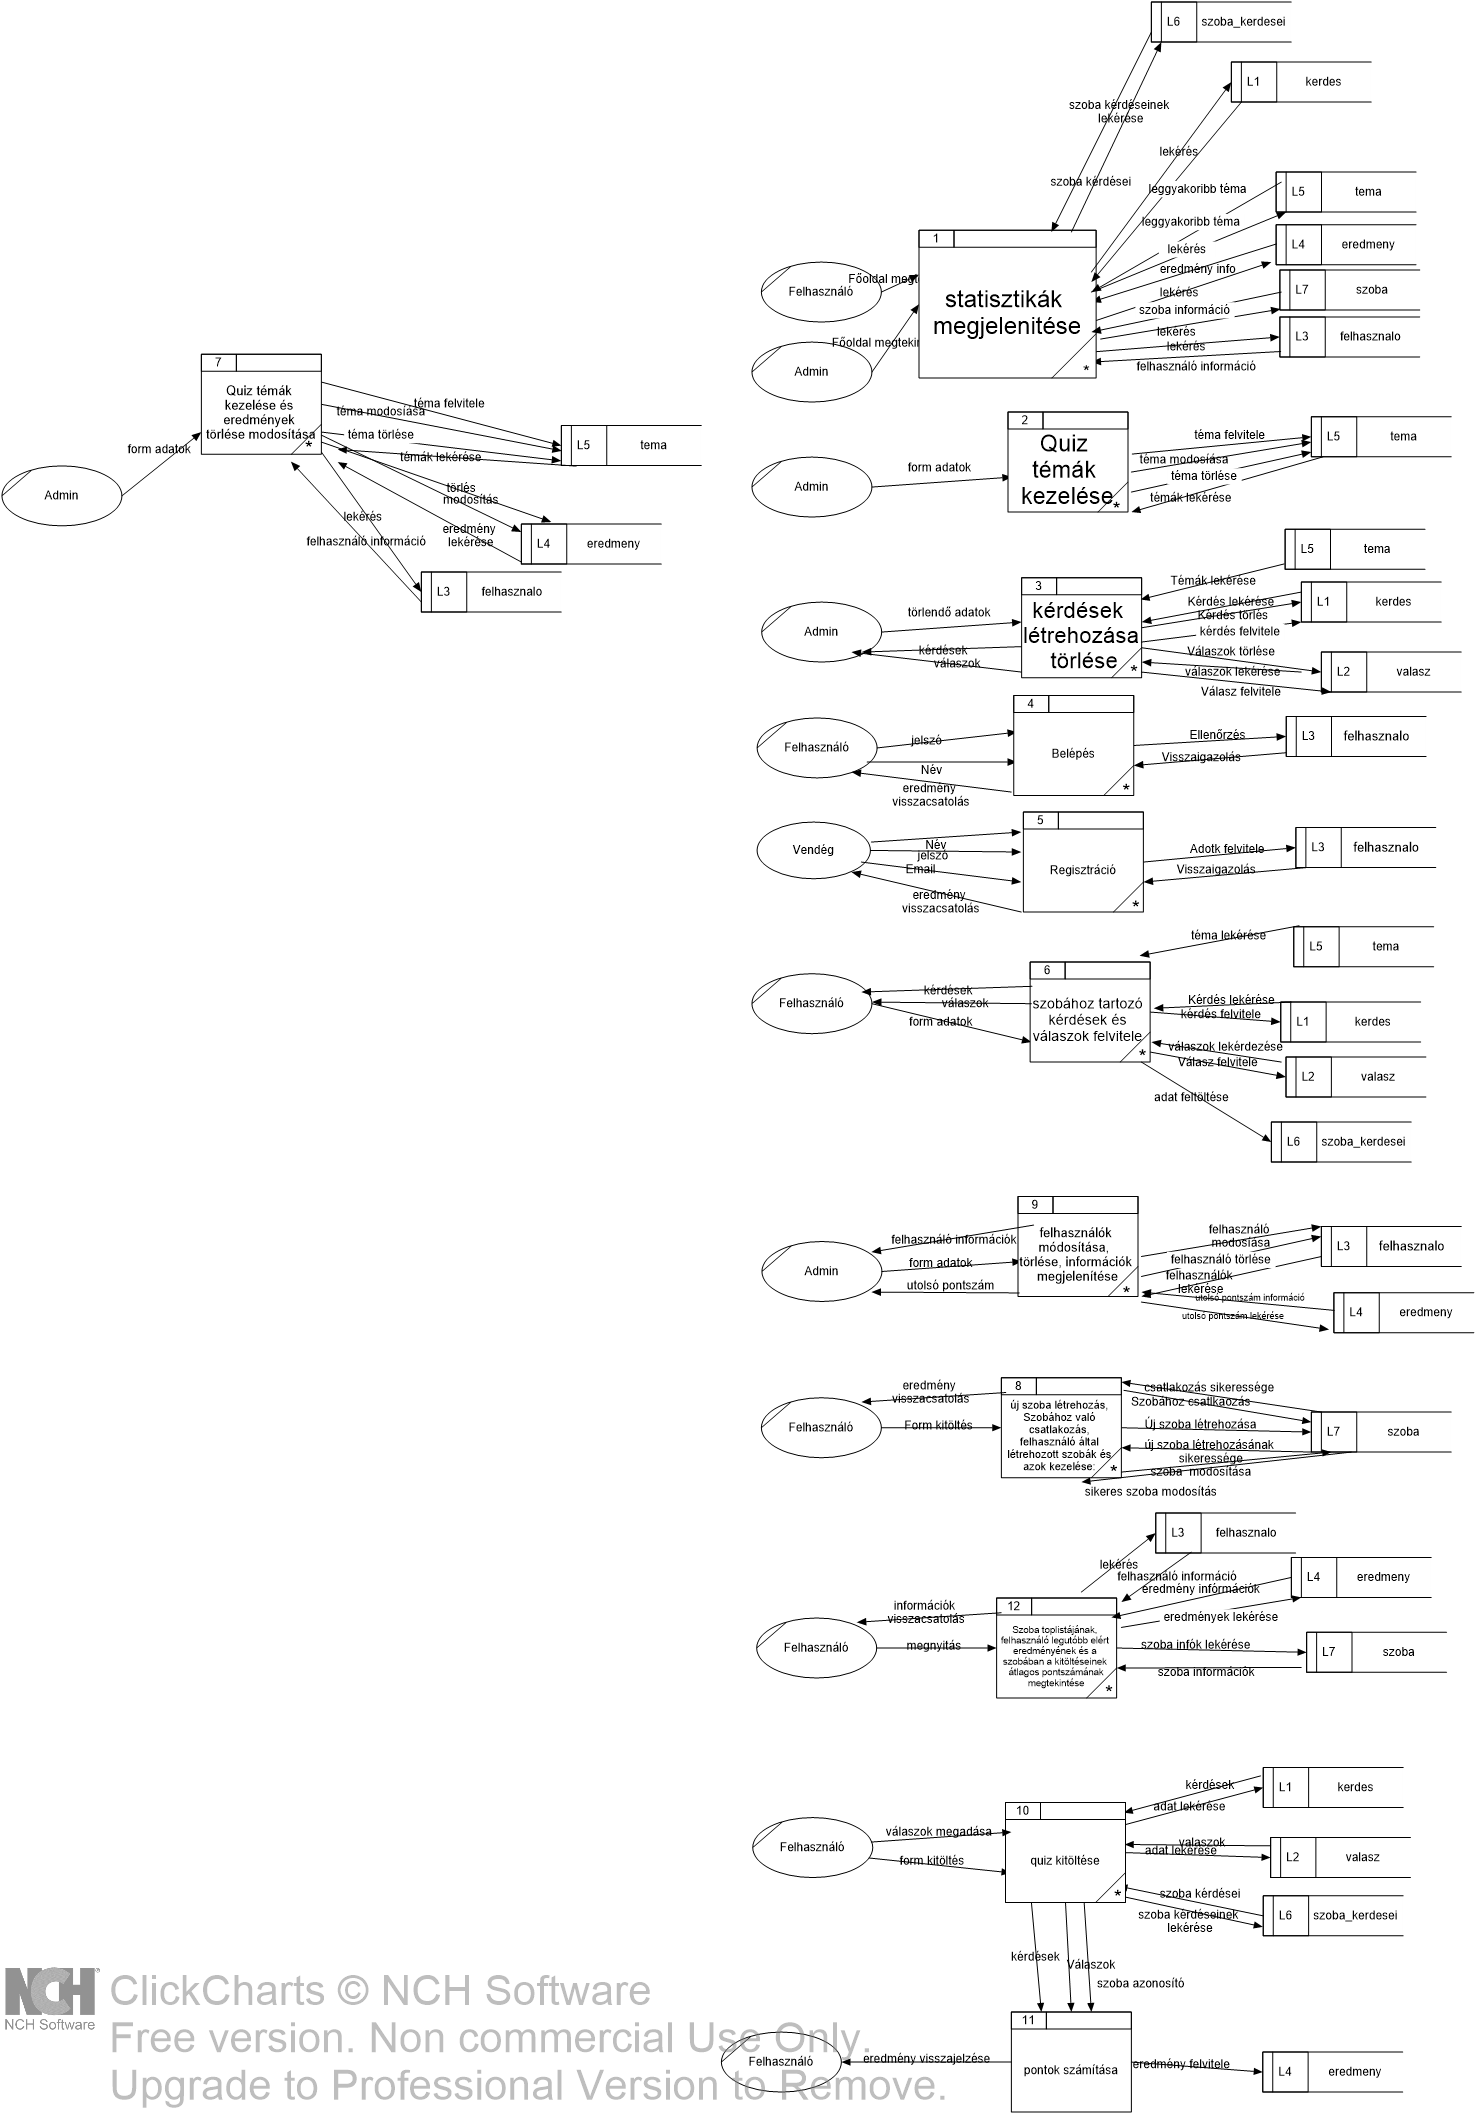 L6 szoba_kerdesei
L1 kerdes
szoba kérdéseinek
lekérése
lekérés
szoba kérdései
leggyakoribb téma
L5 tema
leggyakoribb téma
1
L4 eredmeny
lekérés
eredmény info
Főoldal megte
Felhasználó
statisztikák
megjelenitése
lekérés
L7 szoba
szoba információ
lekérés
L3 felhasznalo
Főoldal megteki
lekérés
Admin
*
felhasználó információ
7
Quiz témák
kezelése és
eredmények
törlése modosítása
*
téma felvitele
téma modosíása
téma törlése
témák lekérése
L5 tema
form adatok
Admin
törlés
modosítás
lekérés
felhasználó információ
eredmény
lekérése
L4 eredmeny
L3 felhasznalo
2
Quiz
témák
kezelése
*
téma felvitele
L5 tema
téma modosíása
form adatok
téma törlése
Admin
témák lekérése
L5 tema
3
Témák lekérése
Kérdés lekérése
L1 kerdes
törlendő adatok
kérdések
létrehozása
törlése
*
Kérdés törlés
Admin
kérdés felvitele
kérdések
Válaszok törlése
válaszok
válaszok lekérése
L2 valasz
Válasz felvitele
4
jelszó
Felhasználó
Belépés
Ellenőrzés
L3 felhasznalo
Visszaigazolás
Név
*
eredmény
visszacsatolás
5
Név
Vendég
jelszó
Email
Regisztráció
Adotk felvitele
L3 felhasznalo
Visszaigazolás
eredmény
visszacsatolás
*
téma lekérése
L5 tema
6
kérdések
válaszok
Felhasználó
szobához tartozó
kérdések és
válaszok felvitele
*
Kérdés lekérése
kérdés felvitele
L1 kerdes
form adatok
válaszok lekérdezése
Válasz felvitele
L2 valasz
adat feltöltése
L6 szoba_kerdesei
9
felhasználók
módosítása,
törlése, információk
megjelenítése
*
felhasználó információk
form adatok
Admin
utolsó pontszám
felhasználó
modosíasa
felhasználó törlése
L3 felhasznalo
felhasználók
lekérése
utolsó pontszám információ
L4 eredmeny
utolsó pontszám lekérése
8
eredmény
visszacsatolás
Felhasználó
Form kitöltés
új szoba létrehozás,
Szobához való
csatlakozás,
felhasználó által
létrehozott szobák és
azok kezelése:
*
csatlakozás sikeressége
Szobához csatlkaozás
Új szoba létrehozása
L7 szoba
új szoba létrehozásának
sikeressége
szoba modosítása
sikeres szoba modosítás
L3 felhasznalo
lekérés
felhasználó információ
L4 eredmeny
eredmény infórmációk
12
információk
visszacsatolás
eredmények lekérése
Felhasználó
megnyitás
Szoba toplistájának,
felhasználó legutóbb elért
eredményének és a
szobában a kitöltéseinek
átlagos pontszámának
megtekintése
*
szoba infók lekérése
L7 szoba
szoba információk
kérdések
L1 kerdes
adat lekérése
10
válaszok megadása
Felhasználó
form kitöltés
quiz kitöltése
*
valaszok
adat lekérése
L2 valasz
szoba kérdései
szoba kérdéseinek
lekérése
L6 szoba_kerdesei
kérdések
Válaszok
szoba azonosító
11
eredmény visszajelzése
Felhasználó
pontok számítása
eredmény felvitele
L4 eredmeny
NCH
NCH Software
ClickCharts © NCH Software
Free version. Non commercial Use Only.
Upgrade to Professional Version to Remove.